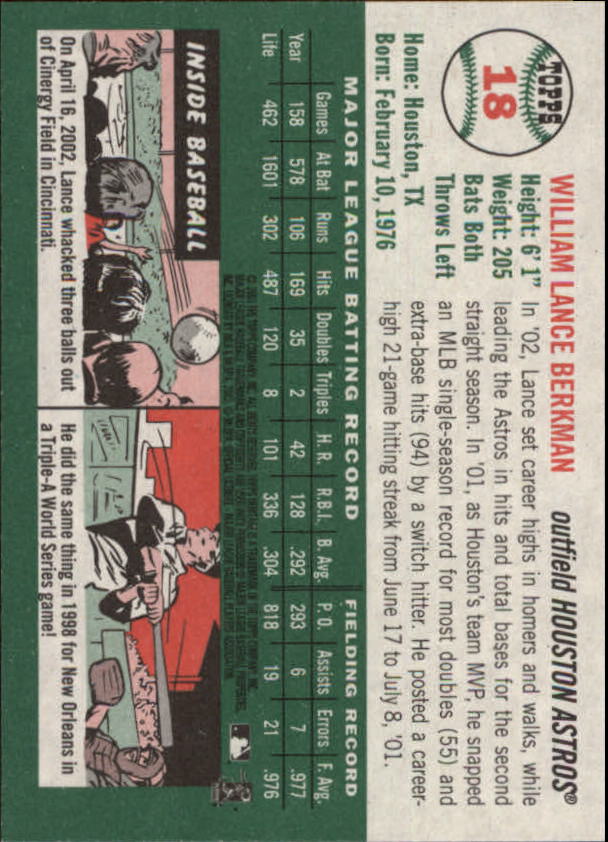 TOPPS
18
WILLIAM LANCE BERKMAN outfield HOUSTON ASTROS®
Height: 6' 1"
Weight: 205
Bats Both
Throws Left
Home: Houston, TX
Born: February 10, 1976
In '02, Lance set career highs in homers and walks, while
leading the Astros in hits and total bases for the second
straight season. In '01, as Houston's team MVP, he snapped
an MLB single-season record for most doubles (55) and
extra-base hits (94) by a switch hitter. He posted a career-
high 21-game hitting streak from June 17 to July 8, '01.
MAJOR LEAGUE BATTING RECORD FIELDING RECORD
Games At Bat Runs Hits Doubles Triples H. R. R.B.I. B. Avg. P. O. Assists Errors F. Avg.
Year 158 578 106 169 35 2 42 128 .292 293 6 7 .977
Life 462 1601 302 487 120 8 101 336 .304 818 19 21 .976
INSIDE BASEBALL
On April 16, 2002, Lance whacked three balls out
of Cinergy Field in Cincinnati.
He did the same thing in 1998 for New Orleans in
a Triple-A World Series game!